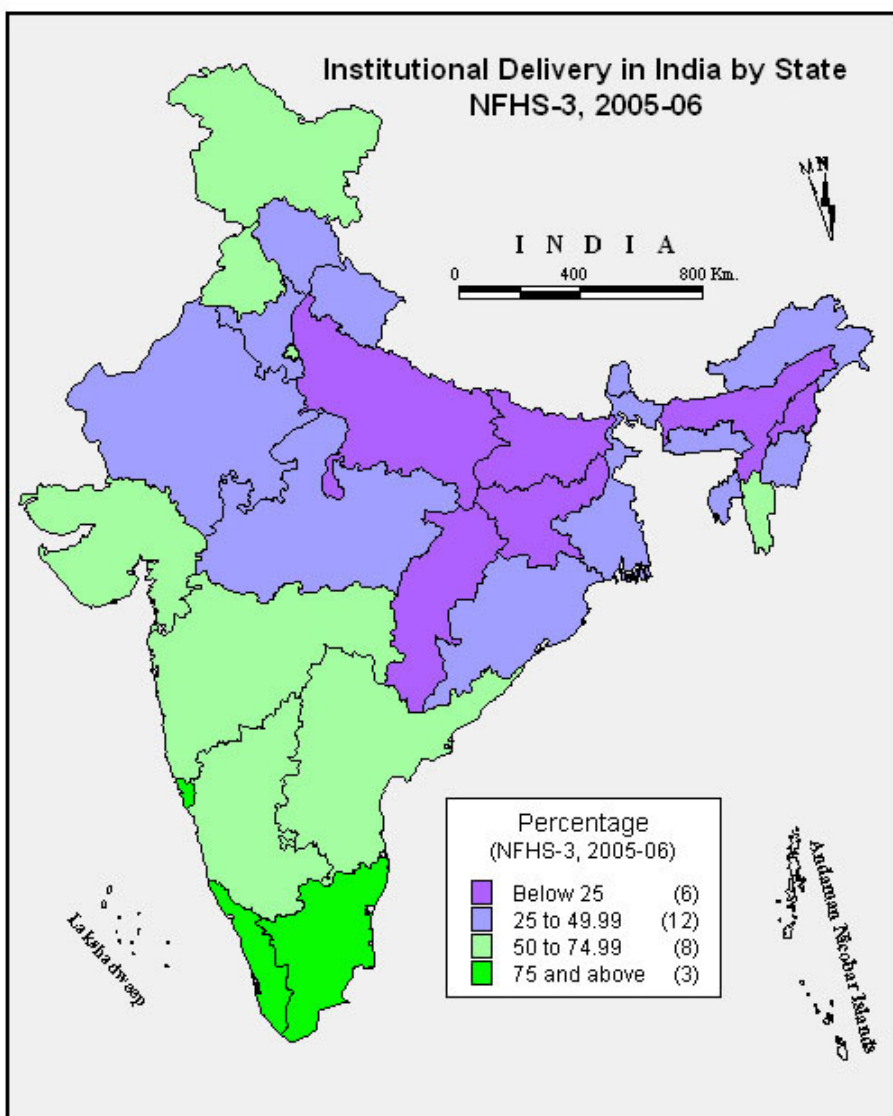 Institutional Delivery in India by State
NFHS-3, 2005-06
N
I N D I A
0 400 800 Km.
Percentage
(NFHS-3, 2005-06)
Below 25 (6)
25 to 49.99 (12)
50 to 74.99 (8)
75 and above (3)
Lakshadweep
Andaman Nicobar Islands